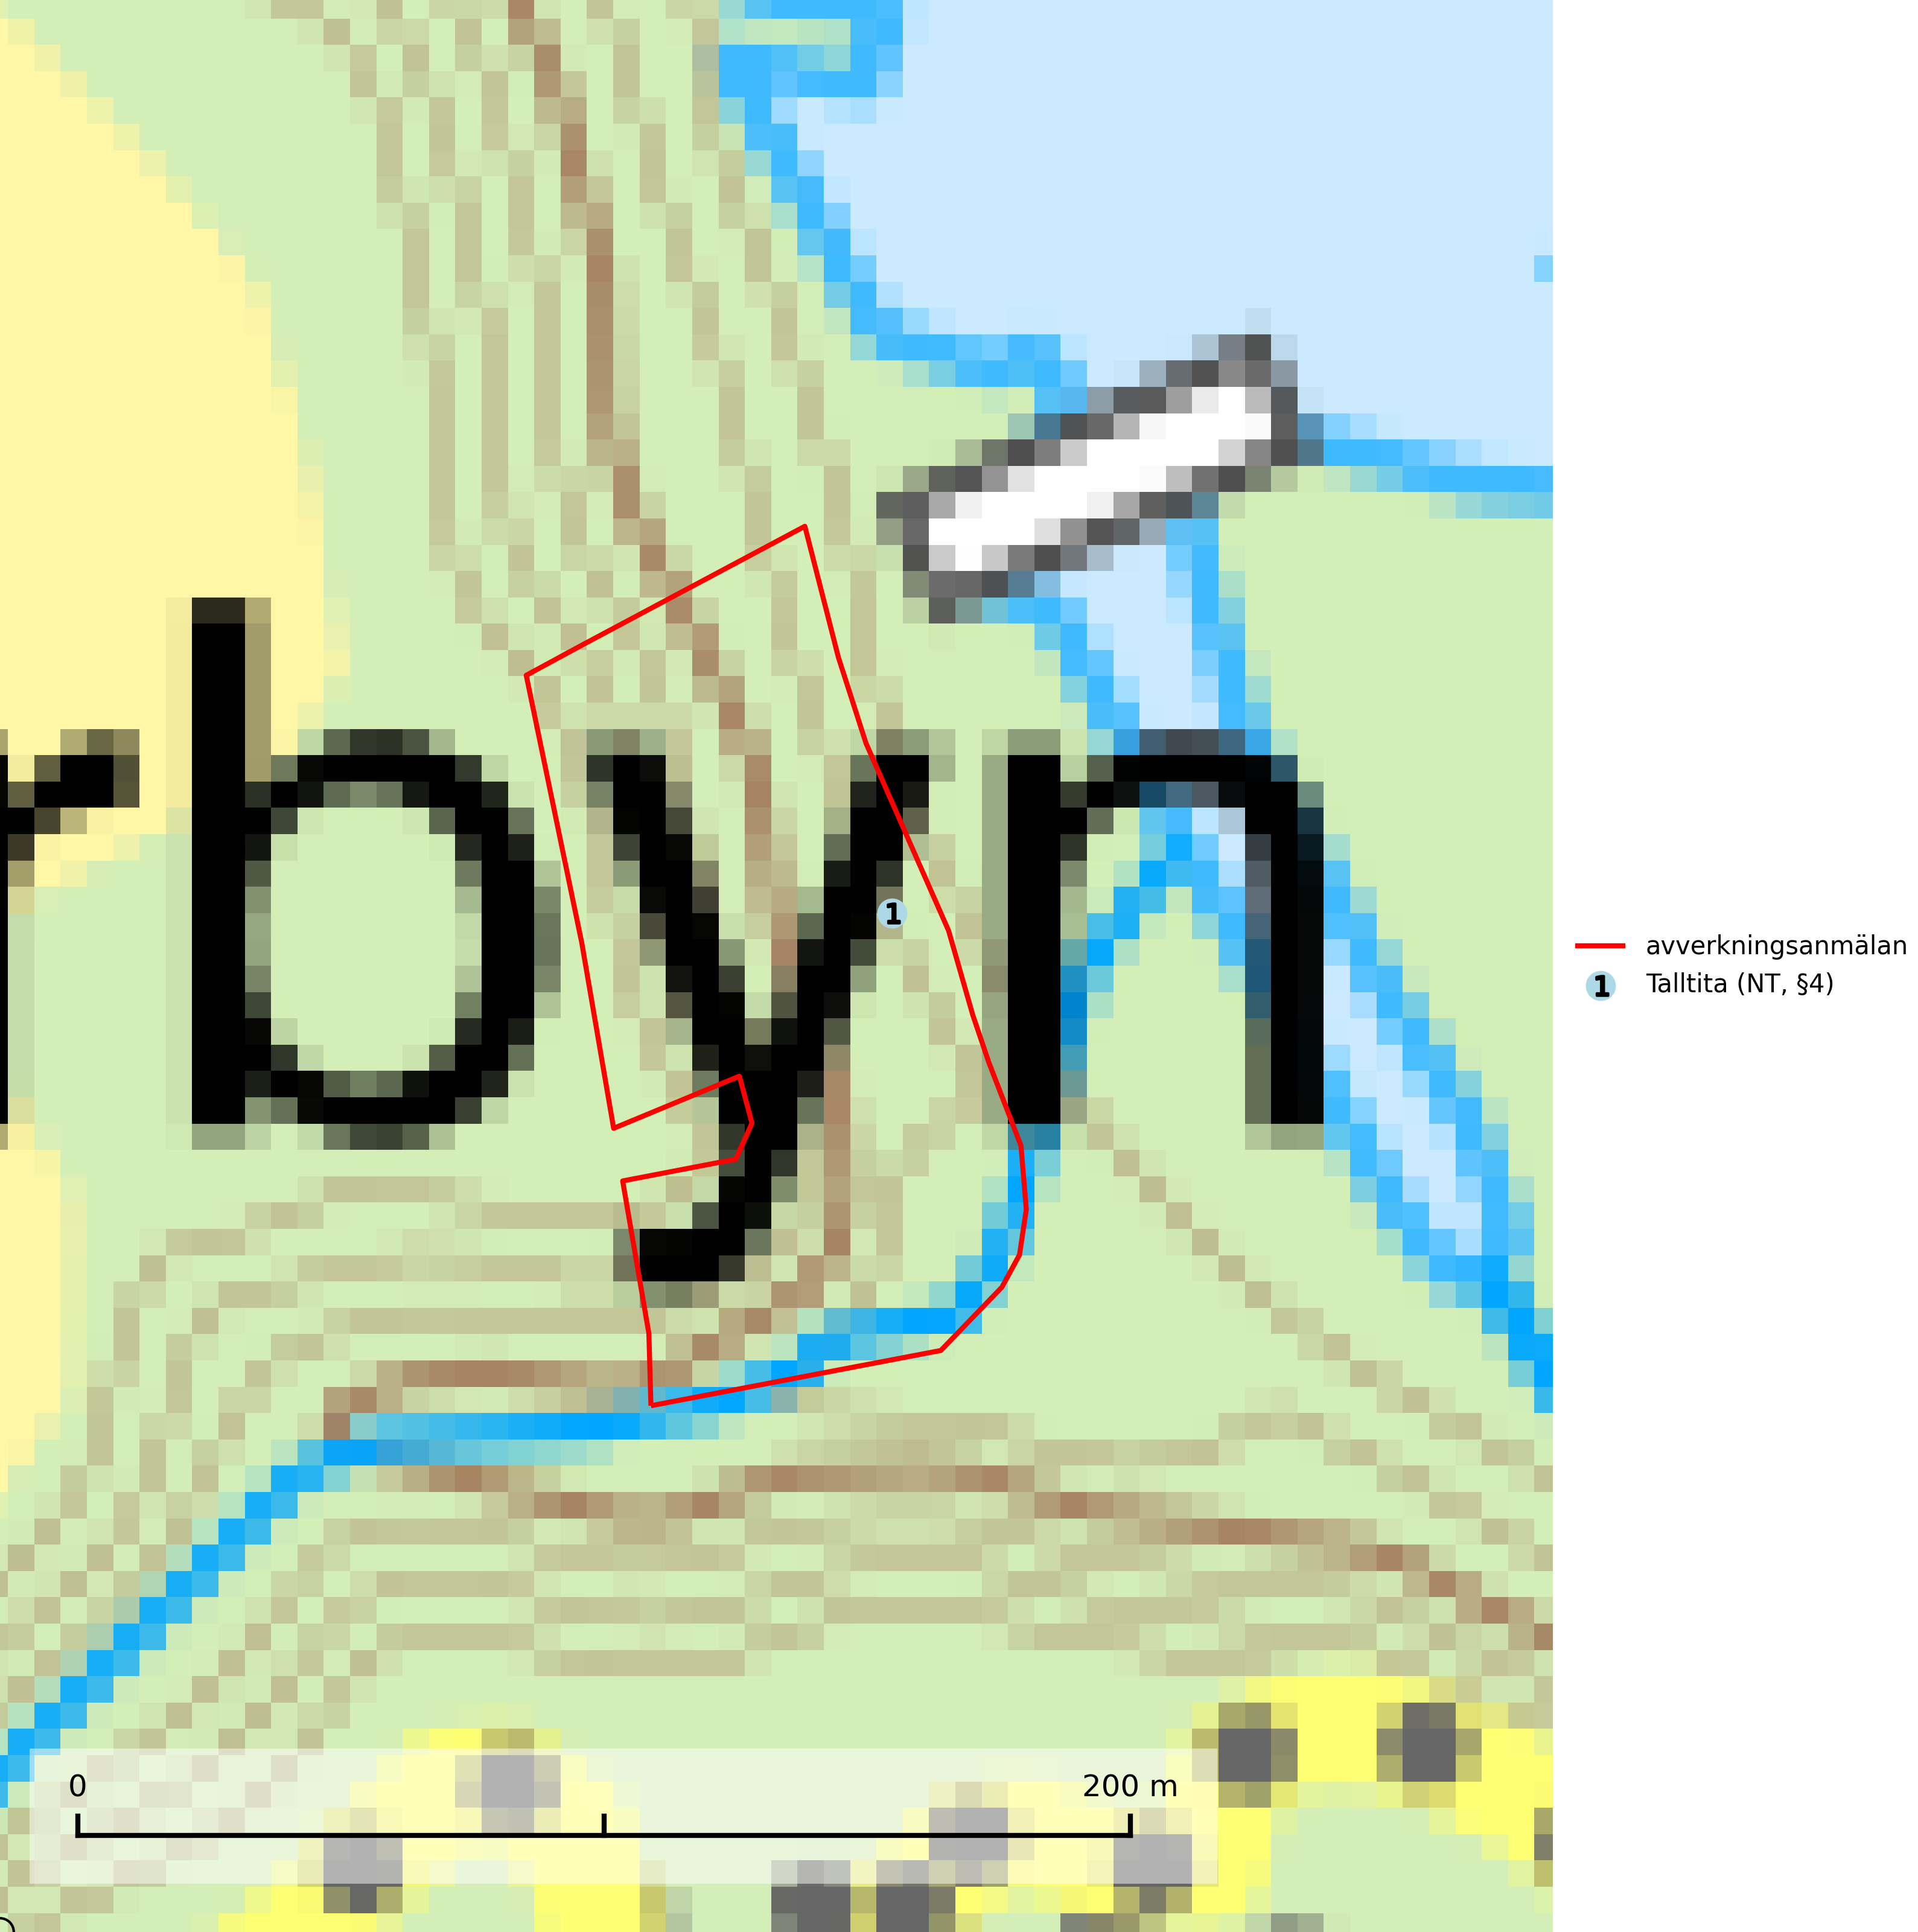 rbyn
1
avverkningsanmälan
1 Talltita (NT, §4)
0 200 m